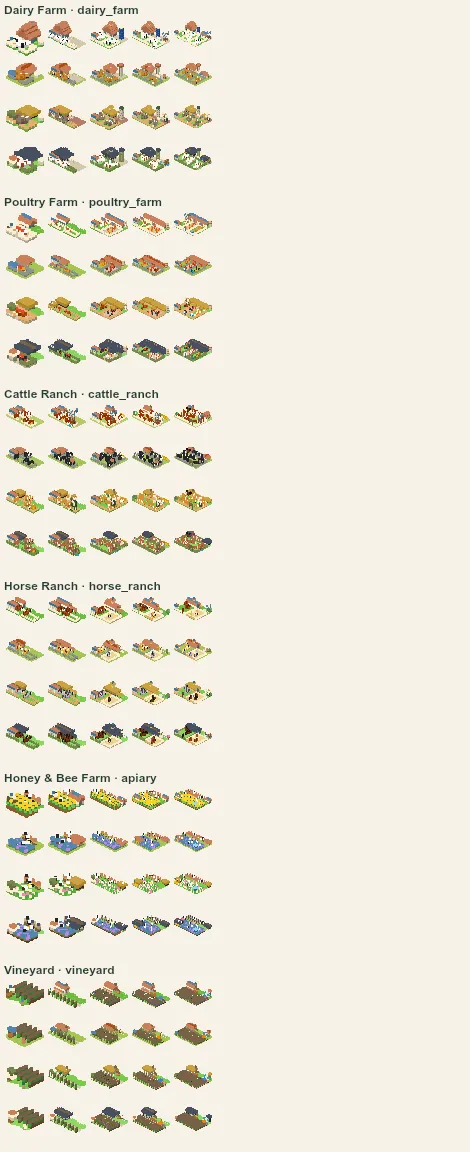 Dairy Farm · dairy_farm
Poultry Farm · poultry_farm
Cattle Ranch · cattle_ranch
Horse Ranch · horse_ranch
Honey & Bee Farm · apiary
Vineyard · vineyard